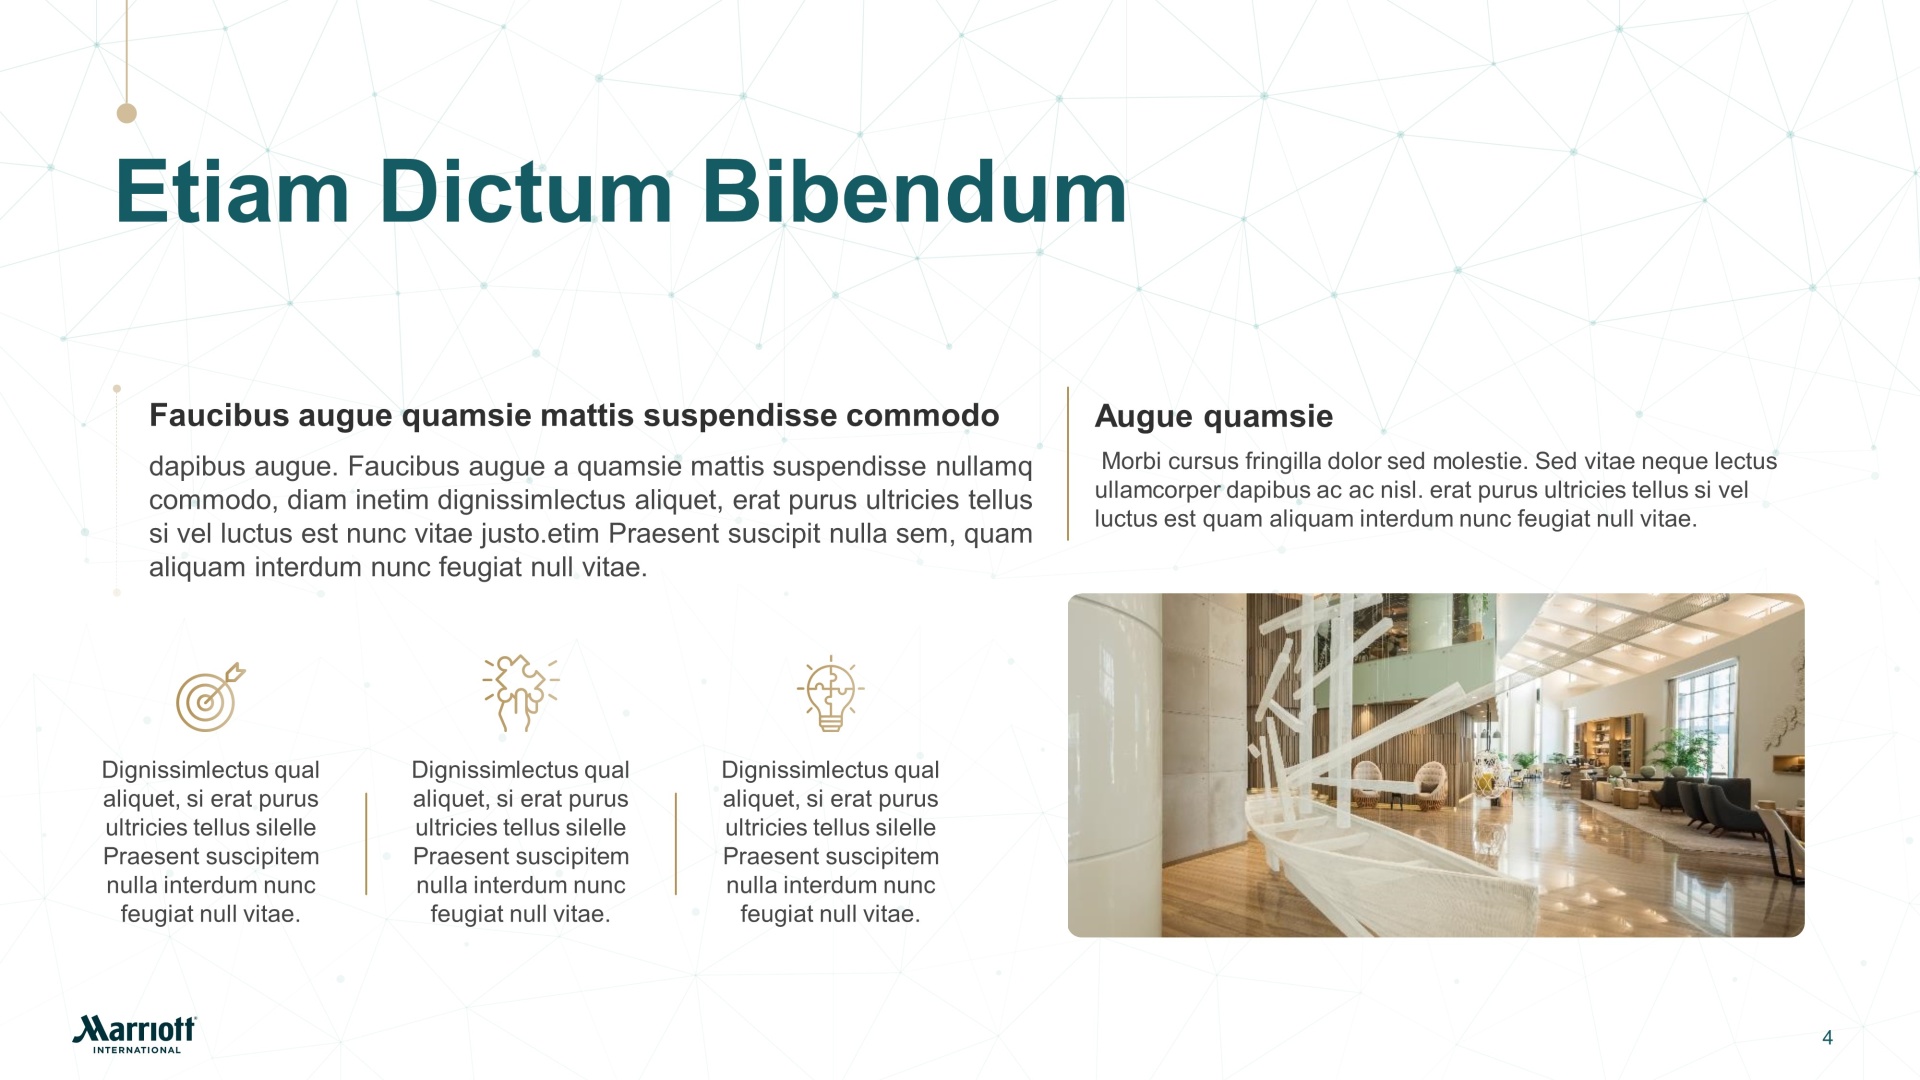 Etiam Dictum Bibendum
Faucibus augue quamsie mattis suspendisse commodo
dapibus augue. Faucibus augue a quamsie mattis suspendisse nullamq
commodo, diam inetim dignissimlectus aliquet, erat purus ultricies tellus
si vel luctus est nunc vitae justo.etim Praesent suscipit nulla sem, quam
aliquam interdum nunc feugiat null vitae.
Augue quamsie
Morbi cursus fringilla dolor sed molestie. Sed vitae neque lectus
ullamcorper dapibus ac ac nisl. erat purus ultricies tellus si vel
luctus est quam aliquam interdum nunc feugiat null vitae.
Dignissimlectus qual
aliquet, si erat purus
ultricies tellus silelle
Praesent suscipitem
nulla interdum nunc
feugiat null vitae.
Dignissimlectus qual
aliquet, si erat purus
ultricies tellus silelle
Praesent suscipitem
nulla interdum nunc
feugiat null vitae.
Dignissimlectus qual
aliquet, si erat purus
ultricies tellus silelle
Praesent suscipitem
nulla interdum nunc
feugiat null vitae.
Marriott
INTERNATIONAL
4